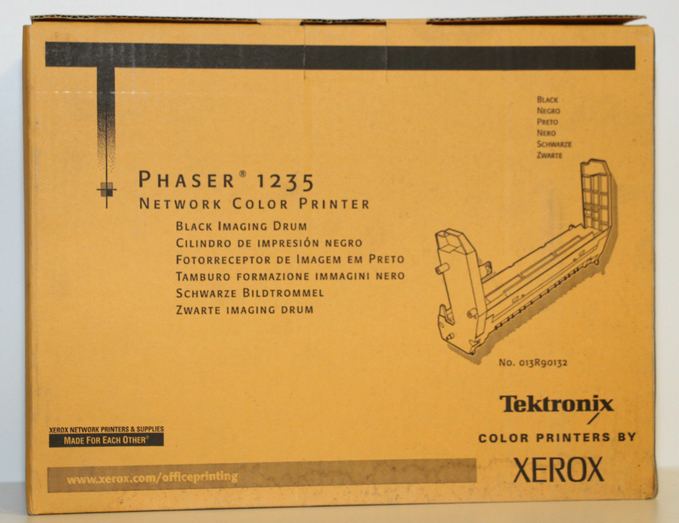 BLACK
NEGRO
PRETO
NERO
SCHWARZE
ZWARTE
PHASER® 1235
NETWORK COLOR PRINTER
BLACK IMAGING DRUM
CILINDRO DE IMPRESIÓN NEGRO
FOTORRECEPTOR DE IMAGEM EM PRETO
TAMBURO FORMAZIONE IMMAGINI NERO
SCHWARZE BILDTROMMEL
ZWARTE IMAGING DRUM
No. 013R90132
Tektronix
COLOR PRINTERS BY
XEROX
XEROX NETWORK PRINTERS & SUPPLIES
MADE FOR EACH OTHER®
www.xerox.com/officeprinting